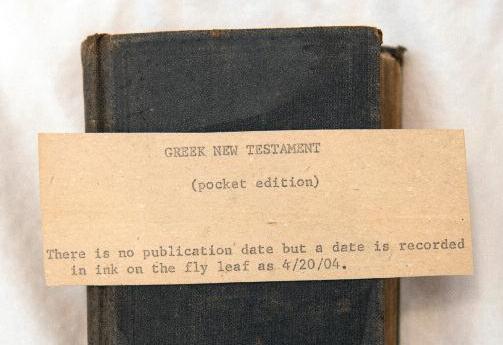 GREEK NEW TESTAMENT
(pocket edition)
There is no publication date but a date is recorded
in ink on the fly leaf as 4/20/04.